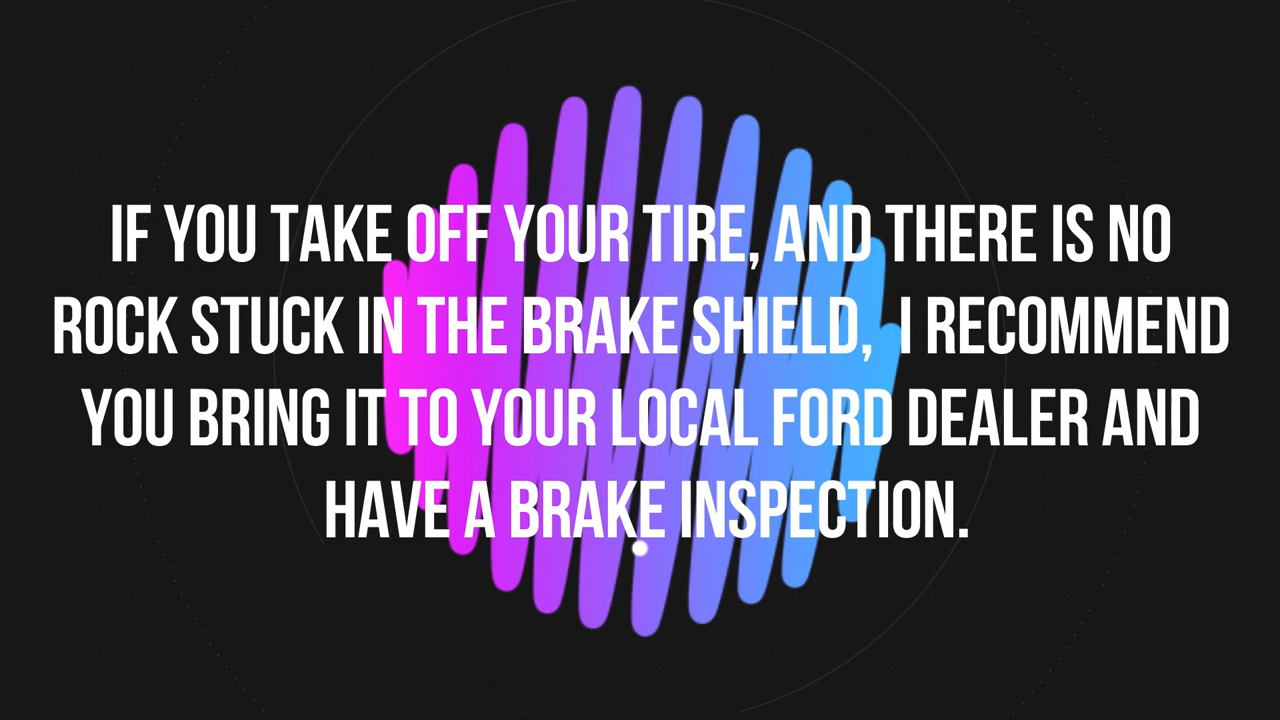 IF YOU TAKE OFF YOUR TIRE, AND THERE IS NO
ROCK STUCK IN THE BRAKE SHIELD, I RECOMMEND
YOU BRING IT TO YOUR LOCAL FORD DEALER AND
HAVE A BRAKE INSPECTION.